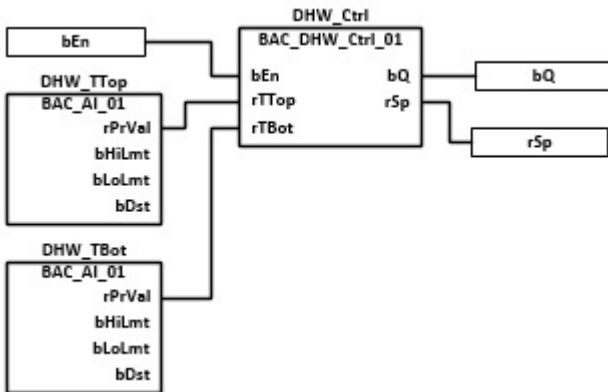 DHW_Ctrl
bEn
BAC_DHW_Ctrl_01
bEn
bQ
bQ
rTTop
rSp
rTBot
rSp
DHW_TTop
BAC_AI_01
rPrVal
bHiLmt
bLoLmt
bDst
DHW_TBot
BAC_AI_01
rPrVal
bHiLmt
bLoLmt
bDst